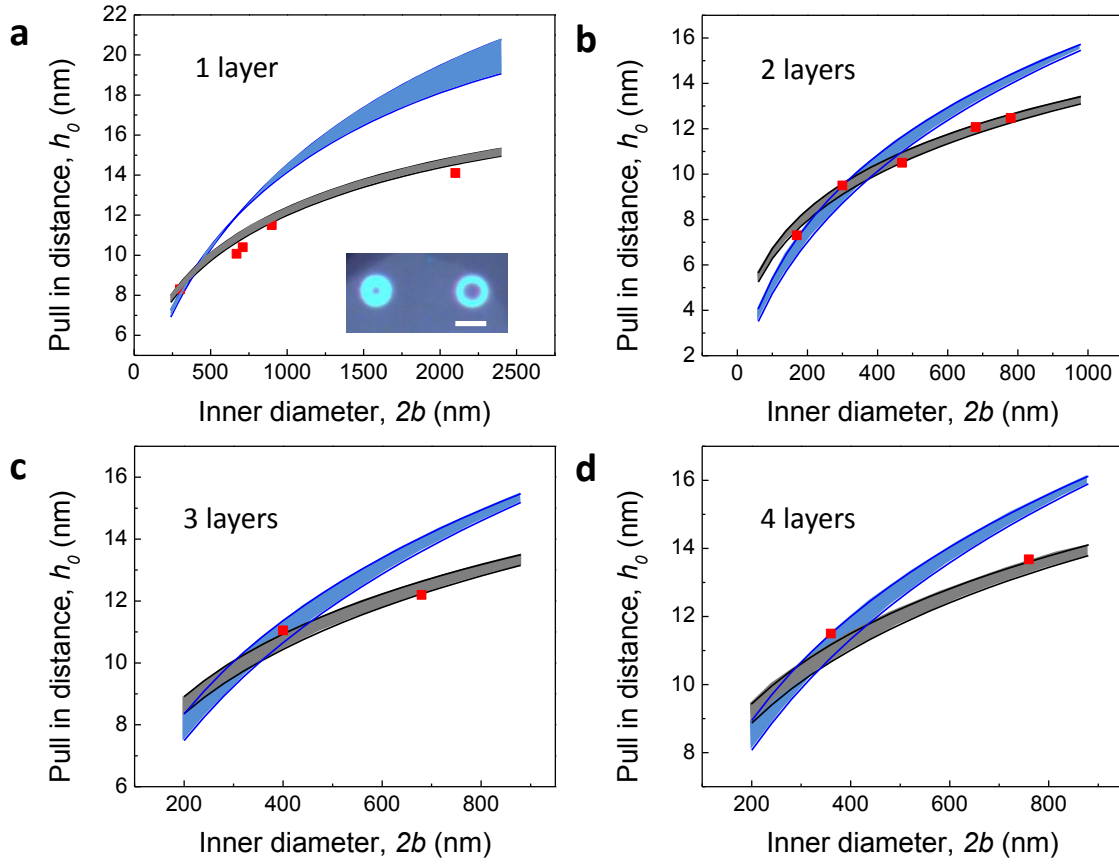 a
1 layer
22
20
18
16
14
12
10
8
6
Pull in distance, h0 (nm)
0 500 1000 1500 2000 2500
Inner diameter, 2b (nm)
b
2 layers
16
14
12
10
8
6
4
2
Pull in distance, h0 (nm)
0 200 400 600 800 1000
Inner diameter, 2b (nm)
c
3 layers
16
14
12
10
8
6
Pull in distance, h0 (nm)
200 400 600 800
Inner diameter, 2b (nm)
d
4 layers
16
14
12
10
8
Pull in distance, h0 (nm)
200 400 600 800
Inner diameter, 2b (nm)